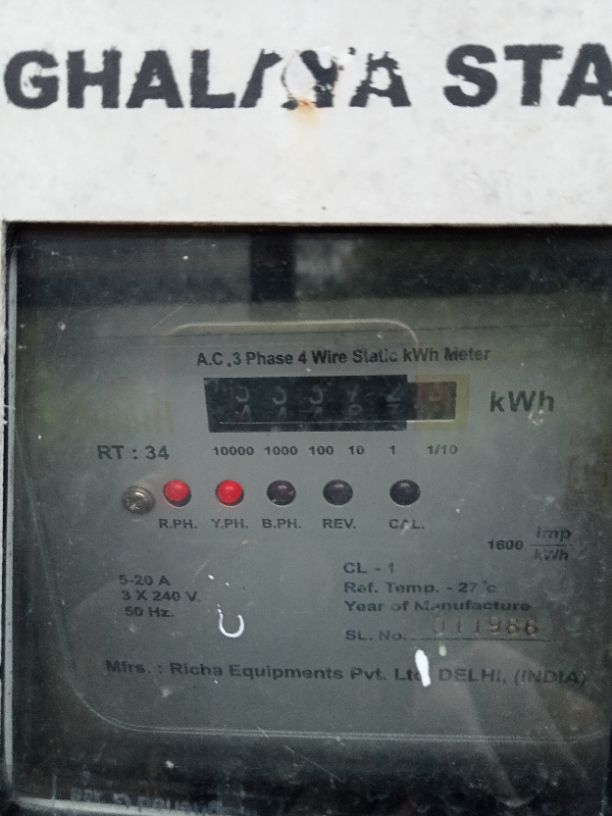 GHALAYA STA
A.C. 3 Phase 4 Wire Static kWh Meter
kWh
RT : 34 10000 1000 100 10 1 1/10
R.PH. Y.PH. B.PH. REV. CAL.
1600 imp/kWh
5-20 A
3 X 240 V.
50 Hz.
CL - 1
Ref. Temp. - 27°c
Year of Manufacture
SL. No. 011986
Mfrs. : Richa Equipments Pvt. Ltd. DELHI, (INDIA)